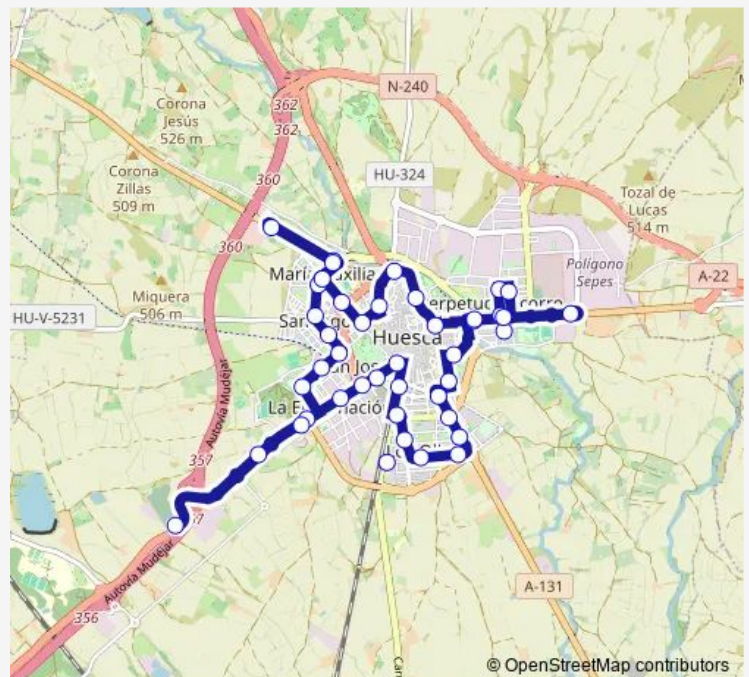 N-240
362
362
Corona
Jesús
526 m
Corona
Zillas
509 m
360
HU-324
Tozal de
Lucas
514 m
360
Polígono
Sepes
A-22
Miquera
506 m
HU-V-5231
Huesca
Autovía Mudéjar
357
A-131
Autovía Mudéjar
356
© OpenStreetMap contributors